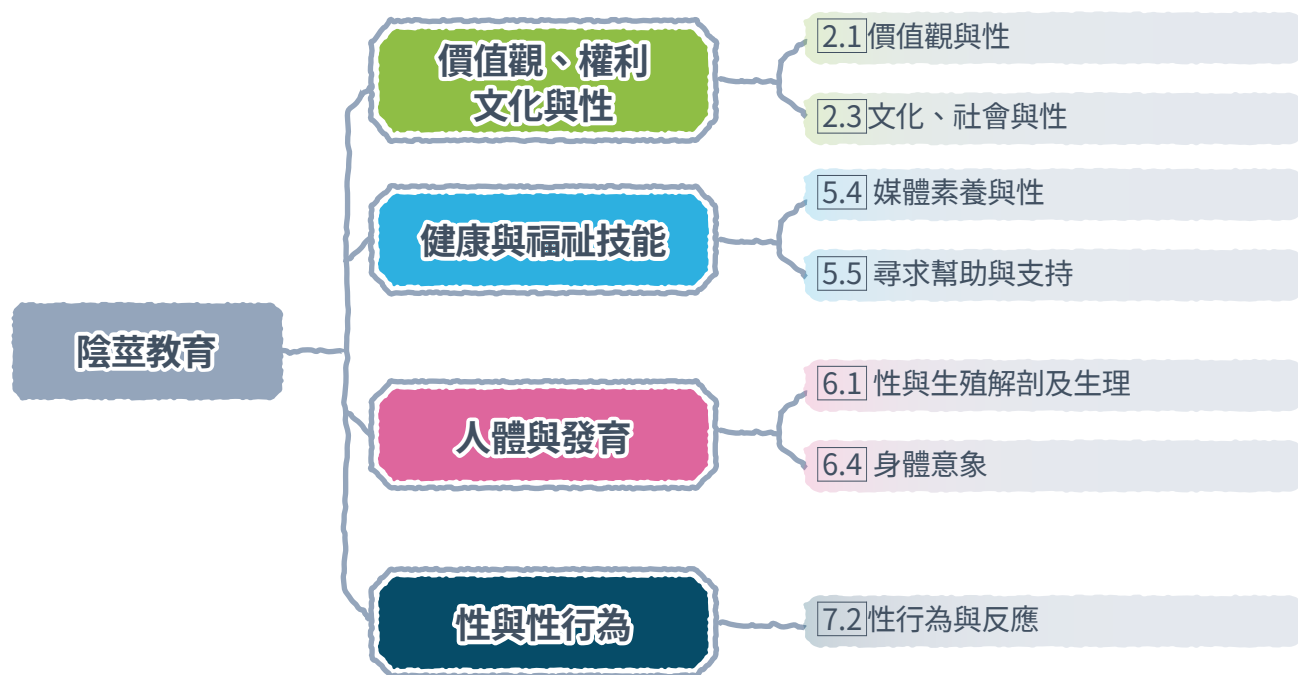 陰莖教育
價值觀、權利
文化與性
2.1價值觀與性
2.3文化、社會與性
健康與福祉技能
5.4 媒體素養與性
5.5 尋求幫助與支持
人體與發育
6.1 性與生殖解剖及生理
6.4 身體意象
性與性行為
7.2性行為與反應